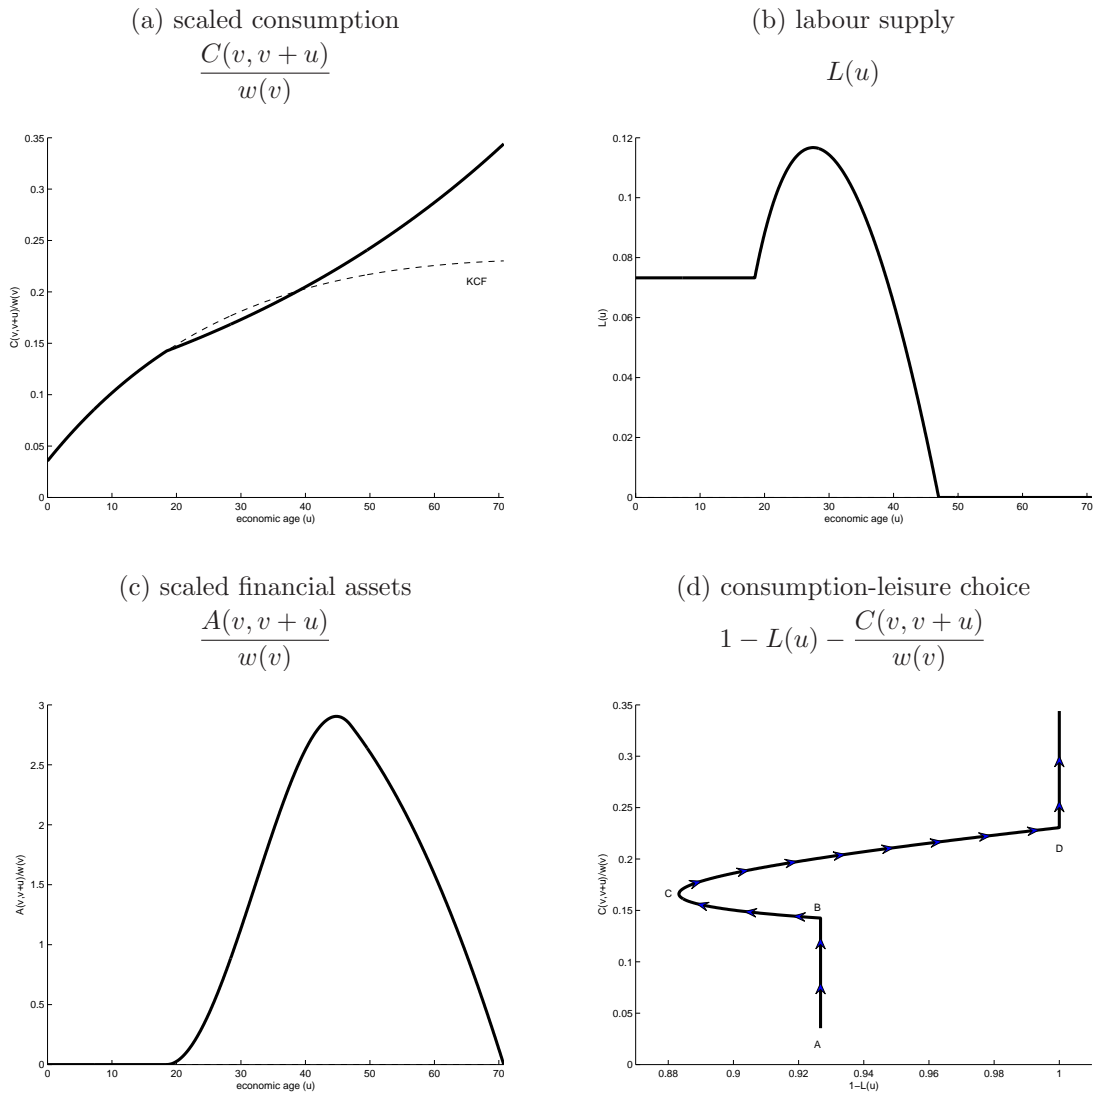 (a) scaled consumption
C(v, v + u)
w(v)
0.35
0.3
0.25
0.2
0.15
0.1
0.05
0
C(v,v+u)/w(v)
KCF
0 10 20 30 40 50 60 70
economic age (u)
(b) labour supply
L(u)
0.12
0.1
0.08
0.06
0.04
0.02
0
L(u)
0 10 20 30 40 50 60 70
economic age (u)
(c) scaled financial assets
A(v, v + u)
w(v)
3
2.5
2
1.5
1
0.5
0
A(v,v+u)/w(v)
0 10 20 30 40 50 60 70
economic age (u)
(d) consumption-leisure choice
1 − L(u) − C(v, v + u)
w(v)
0.35
0.3
0.25
0.2
0.15
0.1
0.05
0
C(v,v+u)/w(v)
D
C
B
A
0.88 0.9 0.92 0.94 0.96 0.98 1
1−L(u)